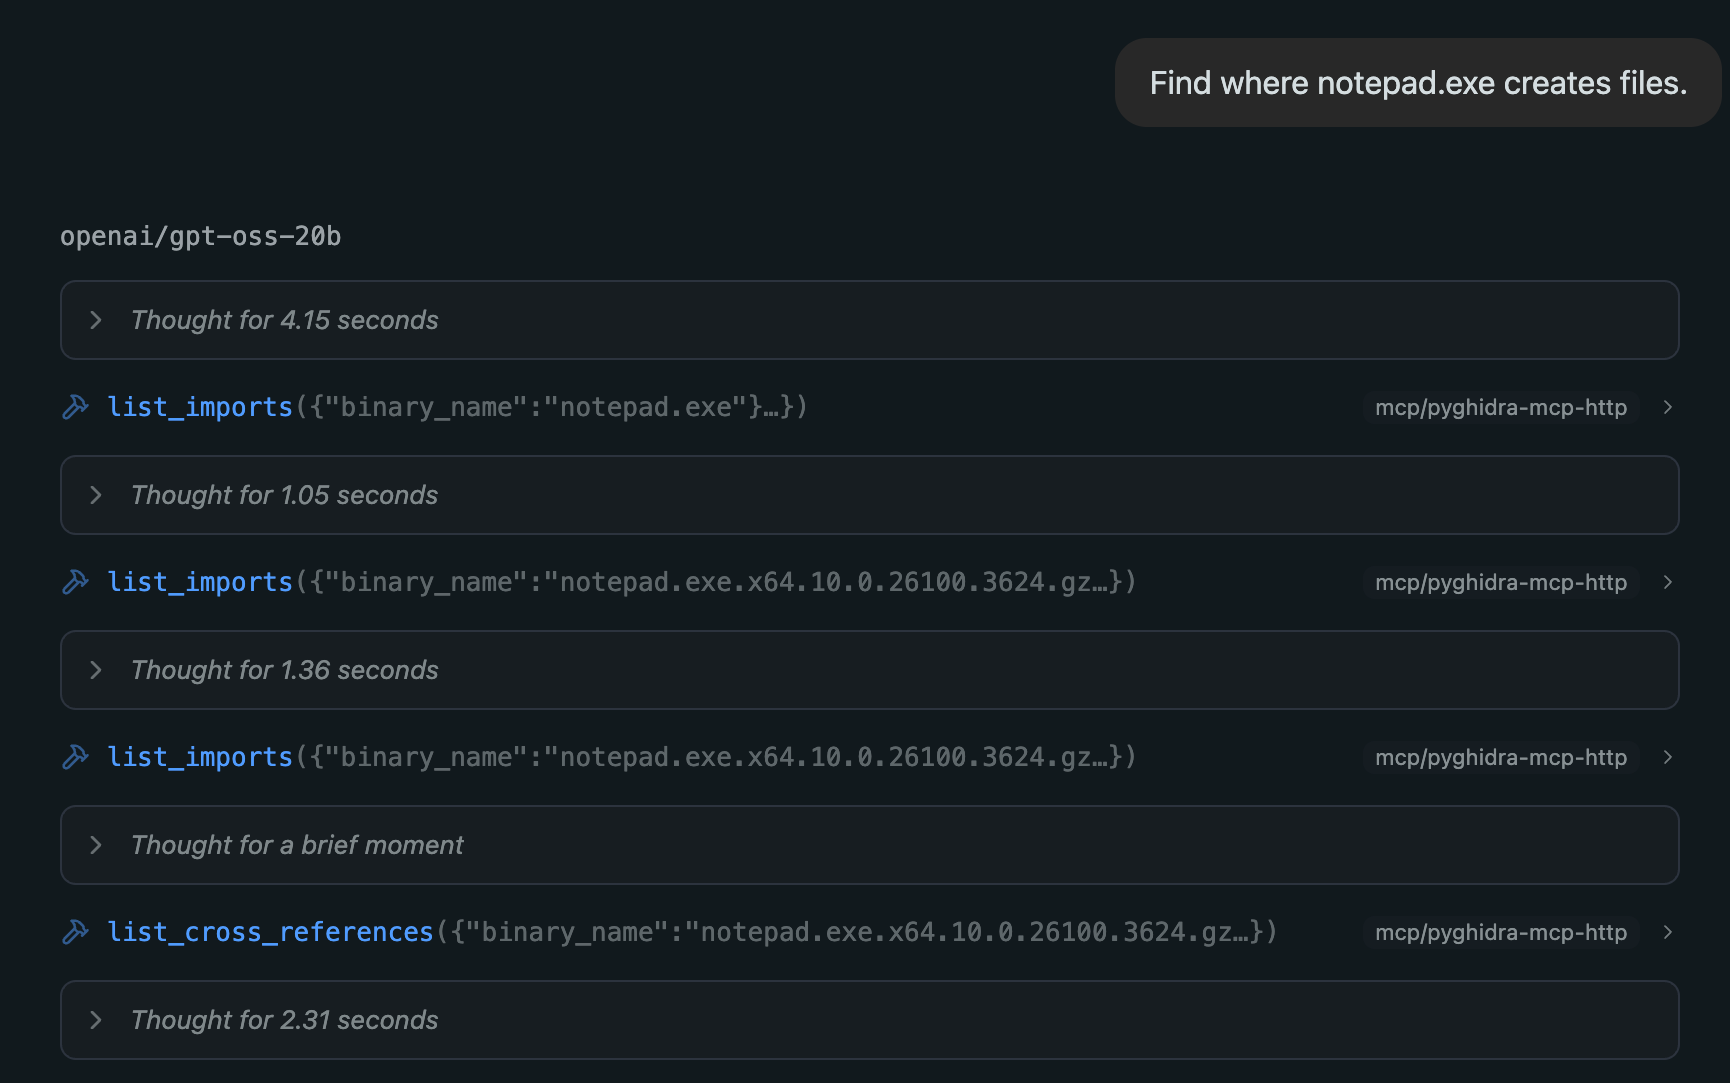 Find where notepad.exe creates files.
openai/gpt-oss-20b
Thought for 4.15 seconds
list_imports({"binary_name":"notepad.exe"}…}) mcp/pyghidra-mcp-http
Thought for 1.05 seconds
list_imports({"binary_name":"notepad.exe.x64.10.0.26100.3624.gz…}) mcp/pyghidra-mcp-http
Thought for 1.36 seconds
list_imports({"binary_name":"notepad.exe.x64.10.0.26100.3624.gz…}) mcp/pyghidra-mcp-http
Thought for a brief moment
list_cross_references({"binary_name":"notepad.exe.x64.10.0.26100.3624.gz…}) mcp/pyghidra-mcp-http
Thought for 2.31 seconds